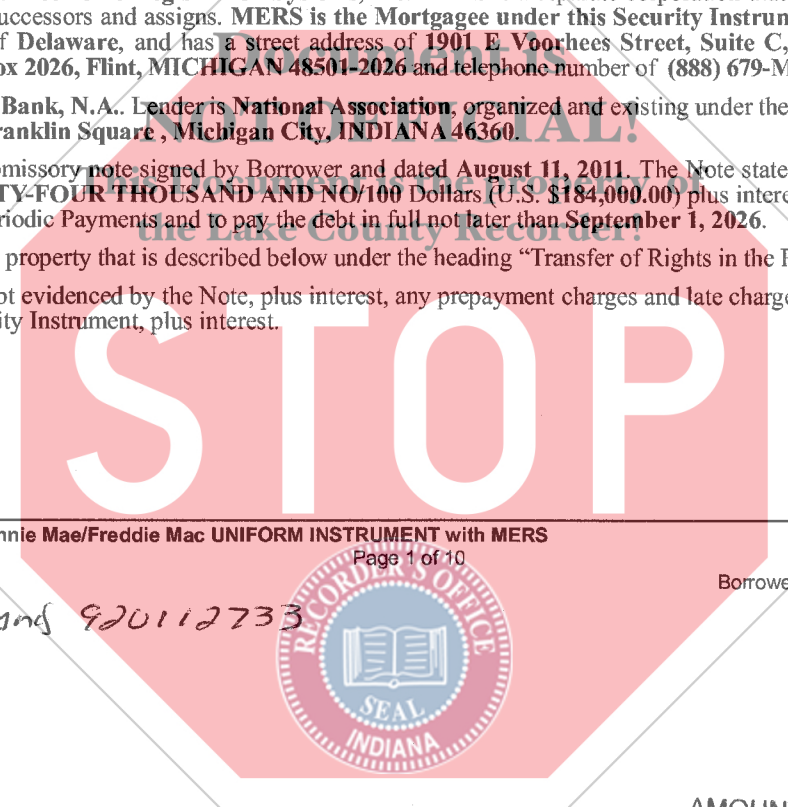 successors and assigns. MERS is the Mortgagee under this Security Instrum
of Delaware, and has a street address of 1901 E Voorhees Street, Suite C,
ox 2026, Flint, MICHIGAN 48501-2026 and telephone number of (888) 679-M
Document is
Bank, N.A.. Lender is National Association, organized and existing under the
NOT OFFICIAL!
ranklin Square , Michigan City, INDIANA 46360.
omissory note signed by Borrower and dated August 11, 2011. The Note state
This Document is the property of
TY-FOUR THOUSAND AND NO/100 Dollars (U.S. $184,000.00) plus intere
riodic Payments and to pay the debt in full not later than September 1, 2026.
the Lake County Recorder!
property that is described below under the heading “Transfer of Rights in the P
bt evidenced by the Note, plus interest, any prepayment charges and late charge
ity Instrument, plus interest.
STOP
nnie Mae/Freddie Mac UNIFORM INSTRUMENT with MERS
Page 1 of 10
Borrowe
920112733
RECORDER'S OFFICE
SEAL
INDIANA
AMOUN